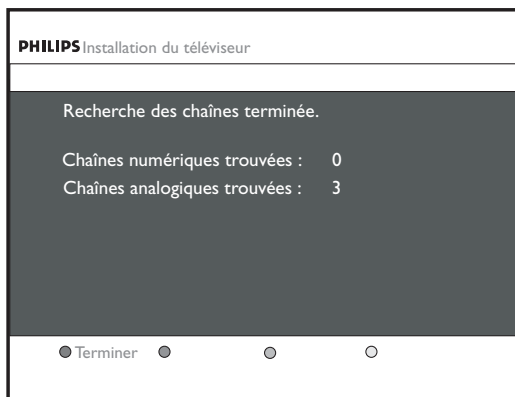 PHILIPS Installation du téléviseur
Recherche des chaînes terminée.
Chaînes numériques trouvées : 0
Chaînes analogiques trouvées : 3
Terminer